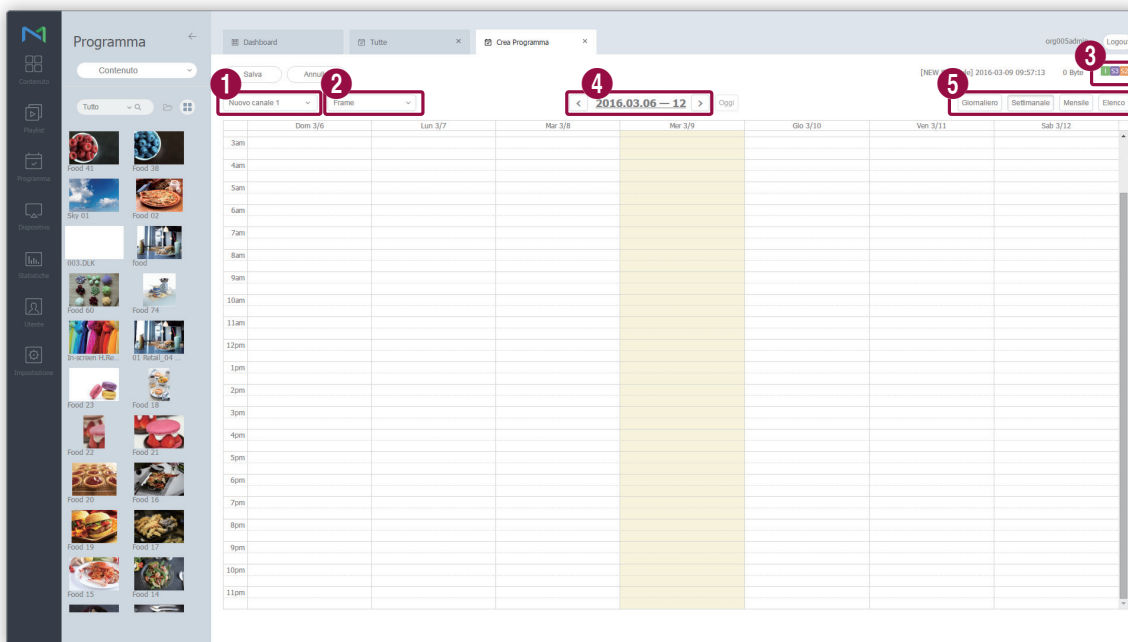 Contenuto
Playlist
Programma
Dispositivo
Statistiche
Utente
Impostazione
Programma
Contenuto
Tutto
Food 41
Food 38
Sky 01
Food 02
003.DLK
food
Food 60
Food 74
In-screen H.Re...
01 Retail_04 ...
Food 23
Food 18
Food 22
Food 21
Food 20
Food 16
Food 19
Food 17
Food 15
Food 14
Dashboard
Tutte
Crea Programma
org005admin
Logout
Salva
Annull
[NEW
e] 2016-03-09 09:57:13
0 Byte
I S3 S2
1
2
3
4
5
Nuovo canale 1
Frame
2016.03.06 — 12
Oggi
Giornaliero
Settimanale
Mensile
Elenco
Dom 3/6
Lun 3/7
Mar 3/8
Mer 3/9
Gio 3/10
Ven 3/11
Sab 3/12
3am
4am
5am
6am
7am
8am
9am
10am
11am
12pm
1pm
2pm
3pm
4pm
5pm
6pm
7pm
8pm
9pm
10pm
11pm